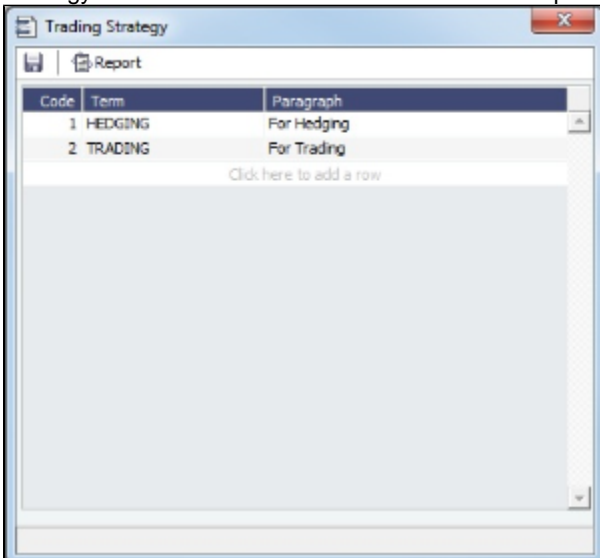 Trading Strategy
Report
Code Term Paragraph
1 HEDGING For Hedging
2 TRADING For Trading
Click here to add a row